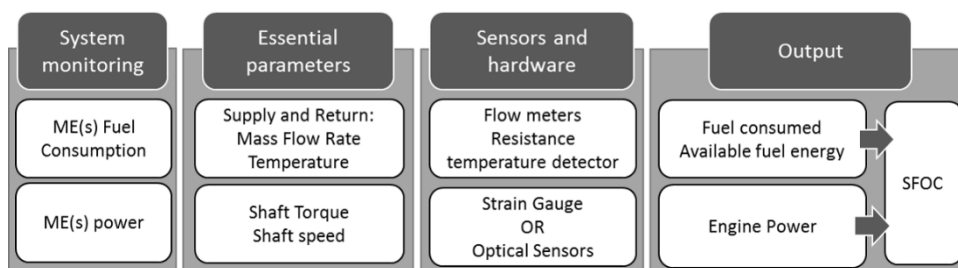 System
monitoring
Essential
parameters
Sensors and
hardware
Output
ME(s) Fuel
Consumption
Supply and Return:
Mass Flow Rate
Temperature
Flow meters
Resistance
temperature detector
Fuel consumed
Available fuel energy
SFOC
ME(s) power
Shaft Torque
Shaft speed
Strain Gauge
OR
Optical Sensors
Engine Power